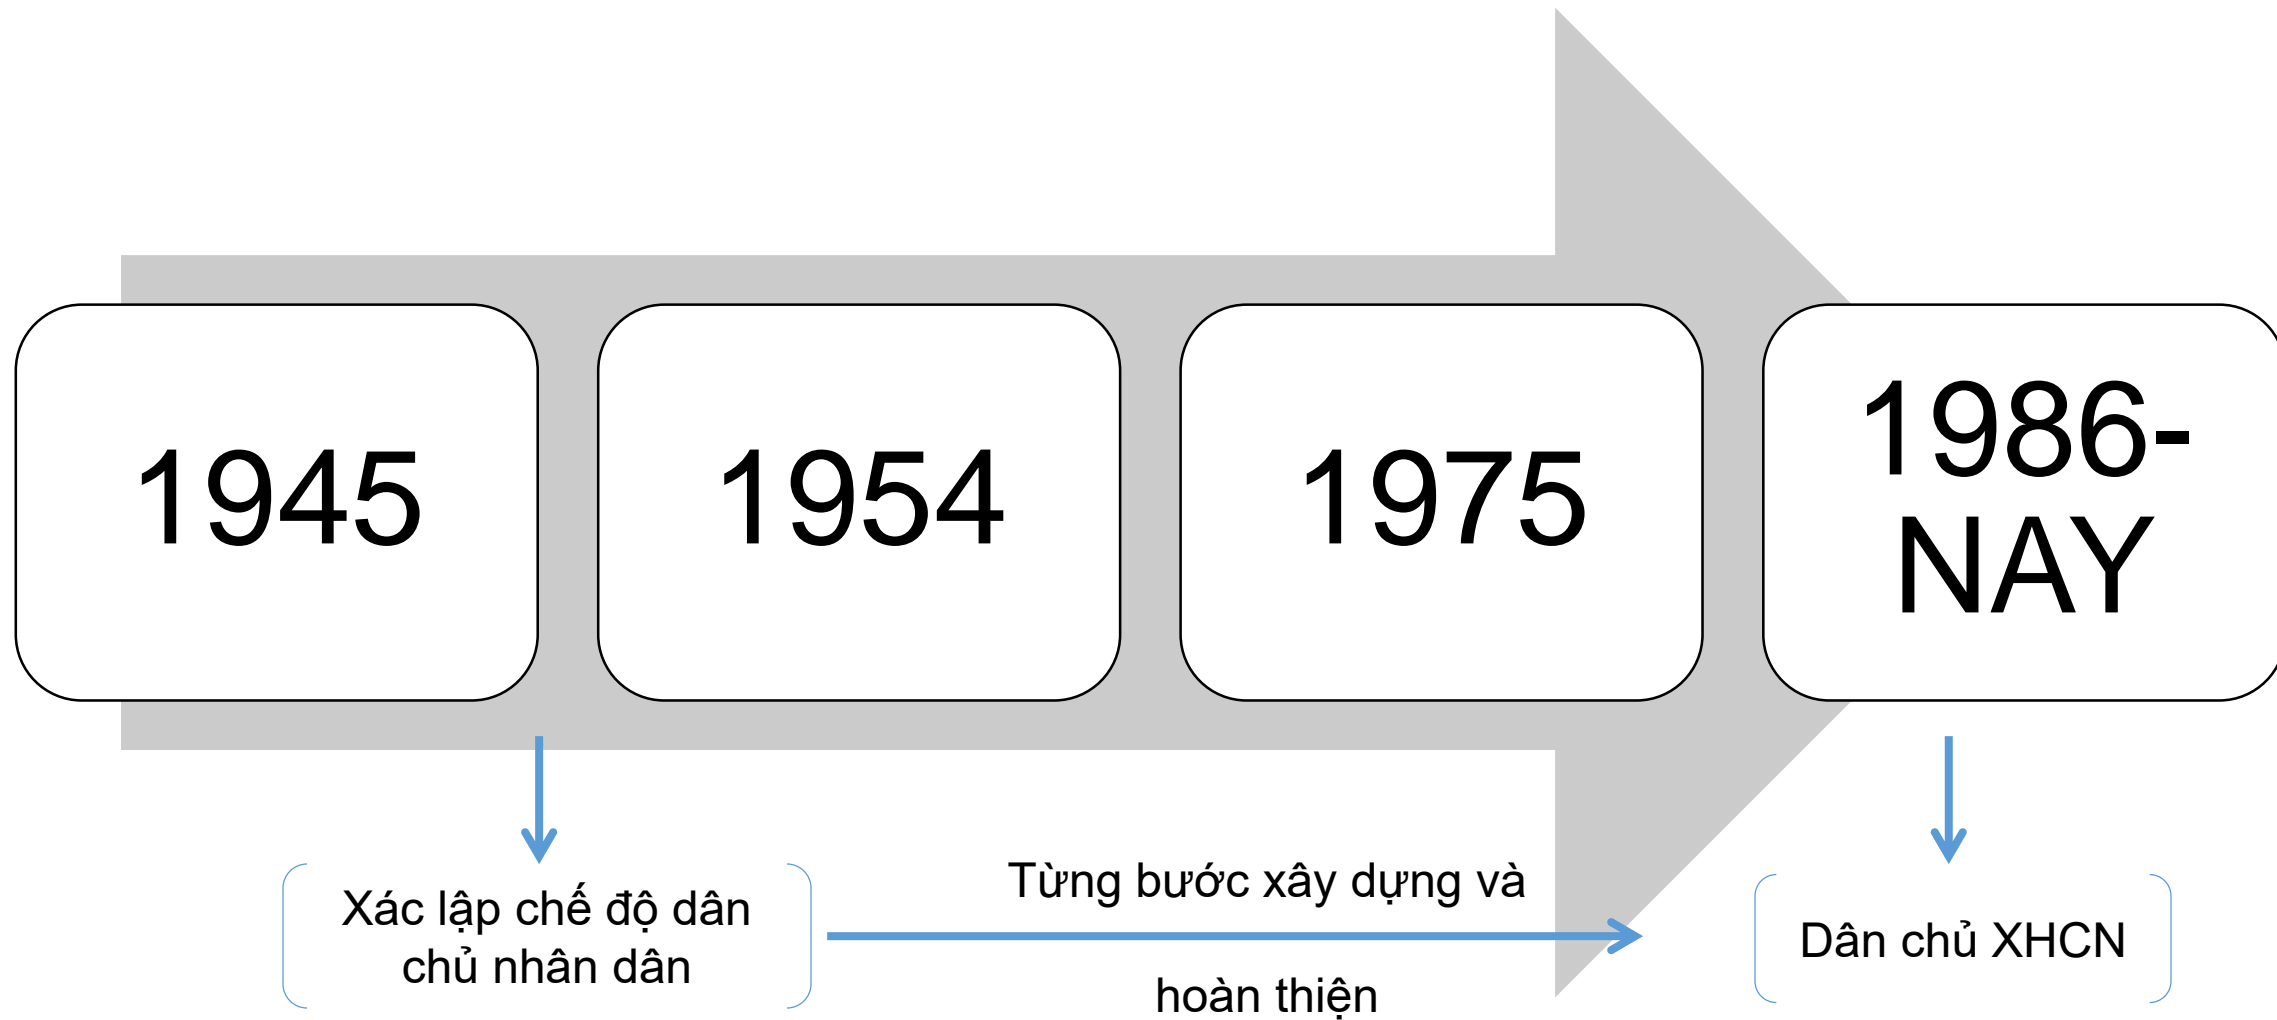 1945
1954
1975
1986-
NAY
Xác lập chế độ dân
chủ nhân dân
Từng bước xây dựng và
hoàn thiện
Dân chủ XHCN